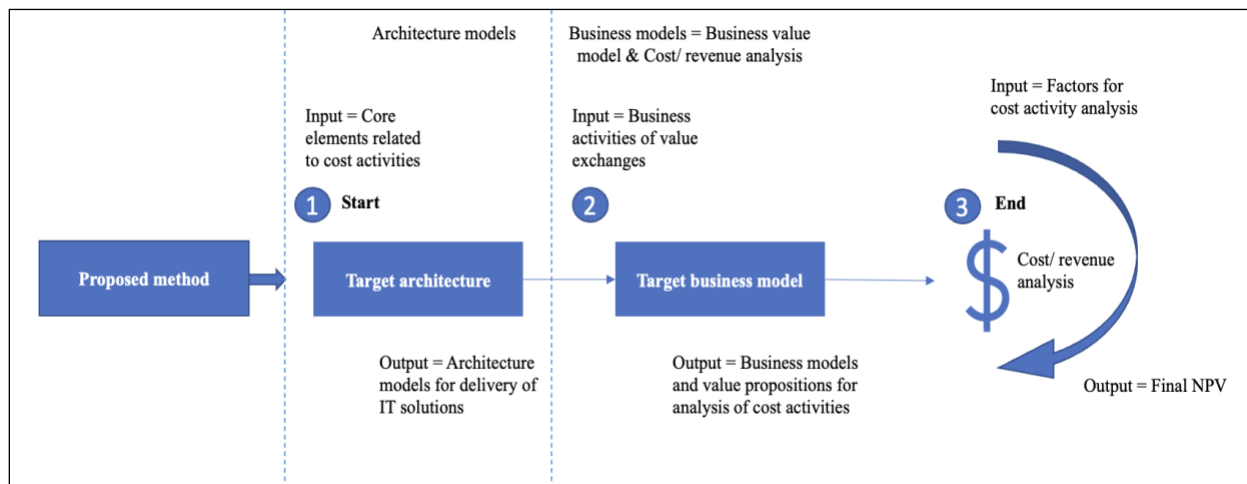 Architecture models
Business models = Business value
model & Cost/ revenue analysis
Input = Core
elements related
to cost activities
Input = Business
activities of value
exchanges
Input = Factors for
cost activity analysis
1 Start
2
3 End
Proposed method
Target architecture
Target business model
Cost/ revenue
analysis
$
Output = Architecture
models for delivery of
IT solutions
Output = Business models
and value propositions for
analysis of cost activities
Output = Final NPV